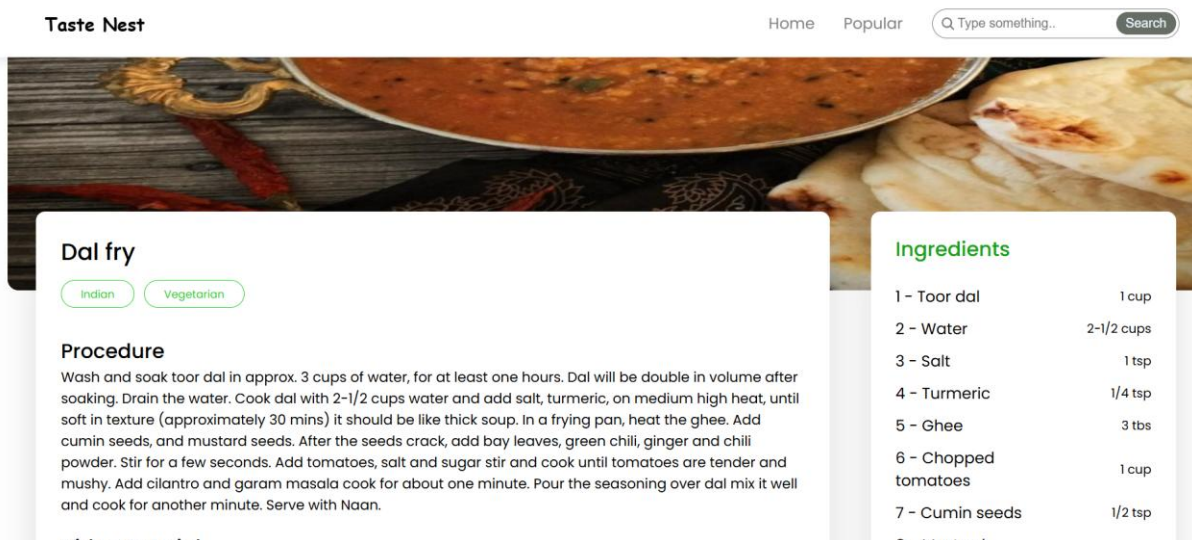 Taste Nest
Home
Popular
Type something..
Search
Dal fry
Indian
Vegetarian
Procedure
Wash and soak toor dal in approx. 3 cups of water, for at least one hours. Dal will be double in volume after
soaking. Drain the water. Cook dal with 2-1/2 cups water and add salt, turmeric, on medium high heat, until
soft in texture (approximately 30 mins) it should be like thick soup. In a frying pan, heat the ghee. Add
cumin seeds, and mustard seeds. After the seeds crack, add bay leaves, green chili, ginger and chili
powder. Stir for a few seconds. Add tomatoes, salt and sugar stir and cook until tomatoes are tender and
mushy. Add cilantro and garam masala cook for about one minute. Pour the seasoning over dal mix it well
and cook for another minute. Serve with Naan.
Ingredients
1 - Toor dal 1 cup
2 - Water 2-1/2 cups
3 - Salt 1 tsp
4 - Turmeric 1/4 tsp
5 - Ghee 3 tbs
6 - Chopped
tomatoes 1 cup
7 - Cumin seeds 1/2 tsp